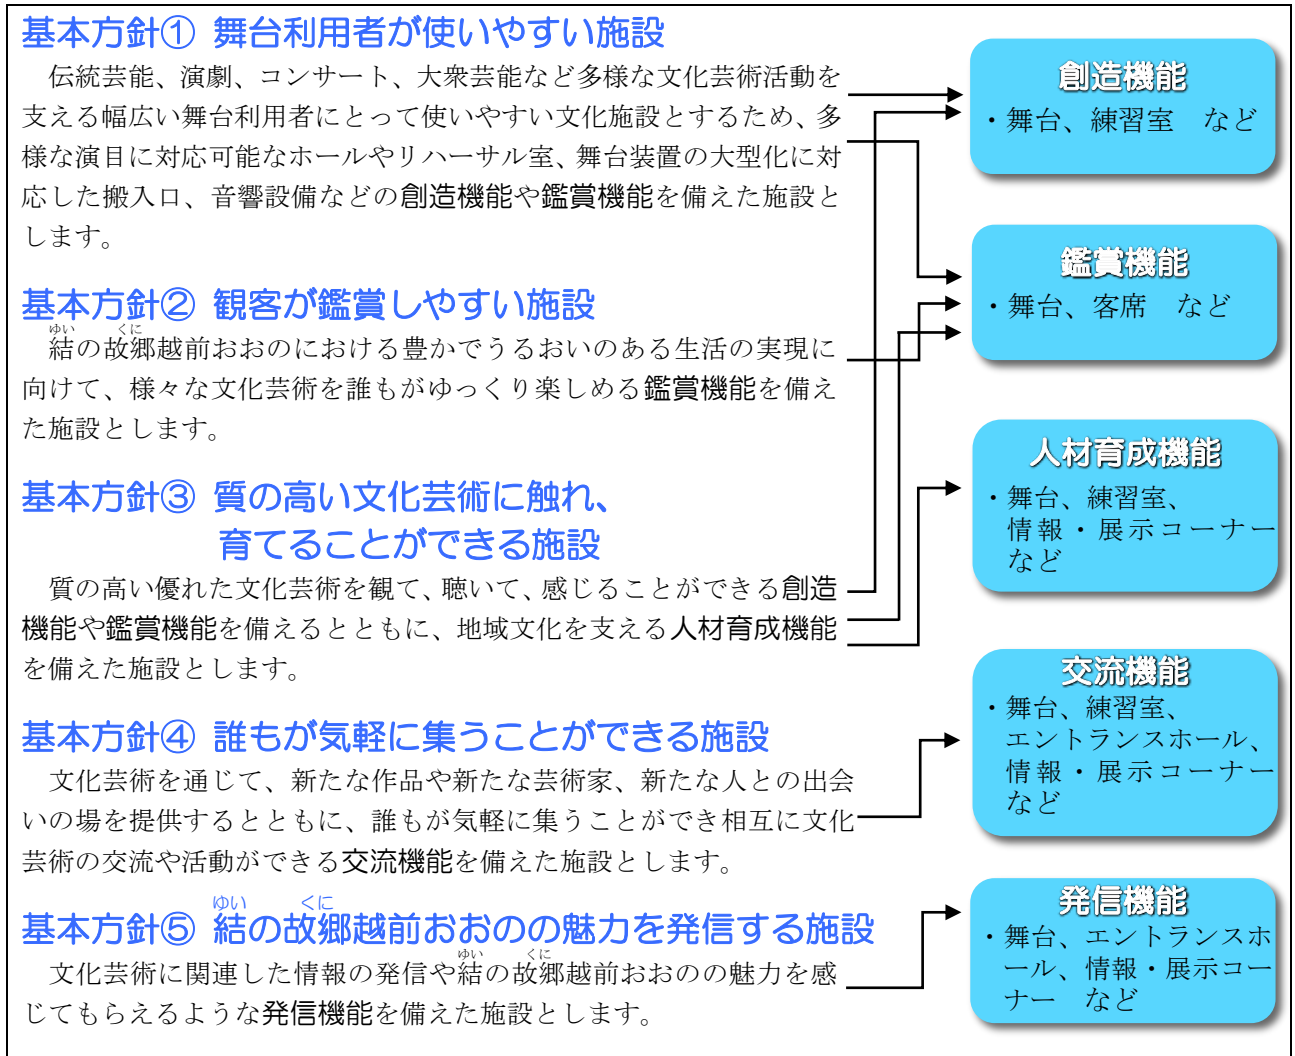 基本方針① 舞台利用者が使いやすい施設
伝統芸能、演劇、コンサート、大衆芸能など多様な文化芸術活動を
支える幅広い舞台利用者にとって使いやすい文化施設とするため、多
様な演目に対応可能なホールやリハーサル室、舞台装置の大型化に対
応した搬入口、音響設備などの創造機能や鑑賞機能を備えた施設と
します。
基本方針② 観客が鑑賞しやすい施設
ゆい くに
結の故郷越前おおのにおける豊かでうるおいのある生活の実現に
向けて、様々な文化芸術を誰もがゆっくり楽しめる鑑賞機能を備え
た施設とします。
基本方針③ 質の高い文化芸術に触れ、
育てることができる施設
質の高い優れた文化芸術を観て、聴いて、感じることができる創造
機能や鑑賞機能を備えるとともに、地域文化を支える人材育成機能
を備えた施設とします。
基本方針④ 誰もが気軽に集うことができる施設
文化芸術を通じて、新たな作品や新たな芸術家、新たな人との出会
いの場を提供するとともに、誰もが気軽に集うことができ相互に文化
芸術の交流や活動ができる交流機能を備えた施設とします。
ゆい くに
基本方針⑤ 結の故郷越前おおのの魅力を発信する施設
ゆい くに
文化芸術に関連した情報の発信や結の故郷越前おおのの魅力を感
じてもらえるような発信機能を備えた施設とします。
創造機能
・舞台、練習室 など
鑑賞機能
・舞台、客席 など
人材育成機能
・舞台、練習室、
情報・展示コーナー
など
交流機能
・舞台、練習室、
エントランスホール、
情報・展示コーナー
など
発信機能
・舞台、エントランスホ
ール、情報・展示コー
ナー など